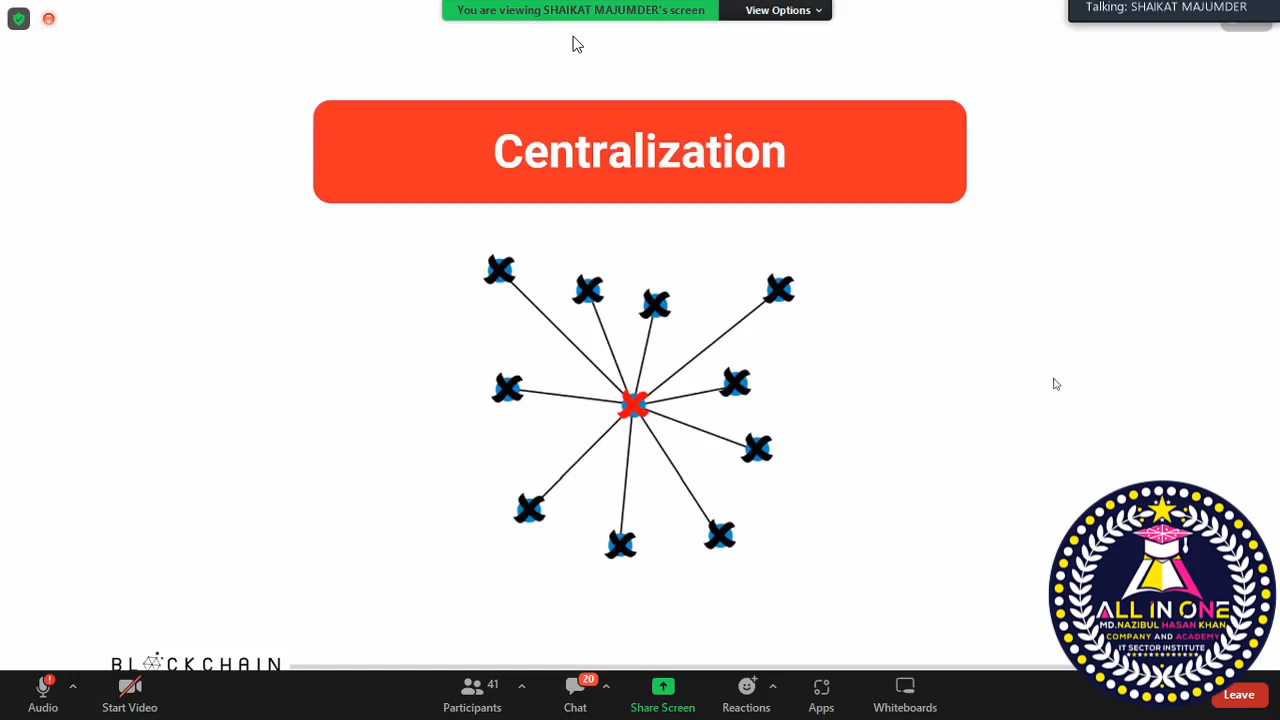 You are viewing SHAIKAT MAJUMDER's screen
View Options
Talking: SHAIKAT MAJUMDER
Centralization
ALL IN ONE
MD.NAZIBUL HASAN KHAN
COMPANY AND ACADEMY
IT SECTOR INSTITUTE
BLOCKCHAIN
Audio
Start Video
41
Participants
20
Chat
Share Screen
Reactions
Apps
Whiteboards
Leave